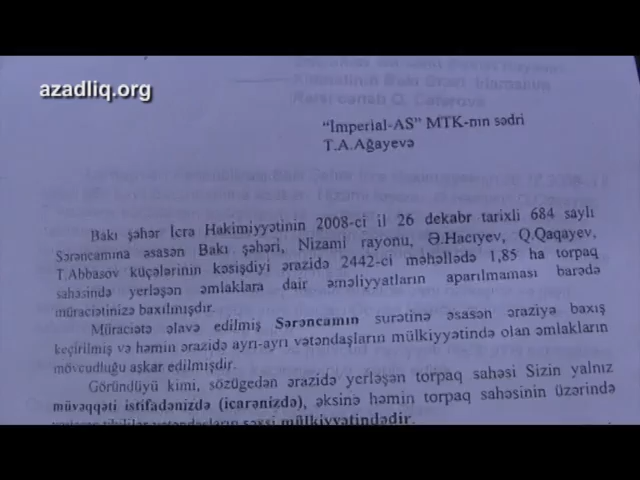 azadliq.org
"İmperial-AS" MTK-nın sədri
T.A.Ağayevə
Bakı şəhər İcra Hakimiyyətinin 2008-ci il 26 dekabr tarixli 684 saylı
Sərəncamına əsasən Bakı şəhəri, Nizami rayonu, Ə.Hacıyev, Q.Qaqayev,
T.Abbasov küçələrinin kəsişdiyi ərazidə 2442-ci məhəllədə 1,85 ha torpaq
sahəsində yerləşən əmlaklara dair əməliyyatların aparılmaması barədə
müraciətinizə baxılmışdır.
Müraciətə əlavə edilmiş Sərəncamın surətinə əsasən əraziyə baxış
keçirilmiş və həmin ərazidə ayrı-ayrı vətəndaşların mülkiyyətində olan əmlakların
mövcudluğu aşkar edilmişdir.
Göründüyü kimi, sözügedən ərazidə yerləşən torpaq sahəsi Sizin yalnız
müvəqqəti istifadənizdə (icarənizdə), əksinə həmin torpaq sahəsinin üzərində
tikililər vətəndaşların şəxsi mülkiyyətindədir.